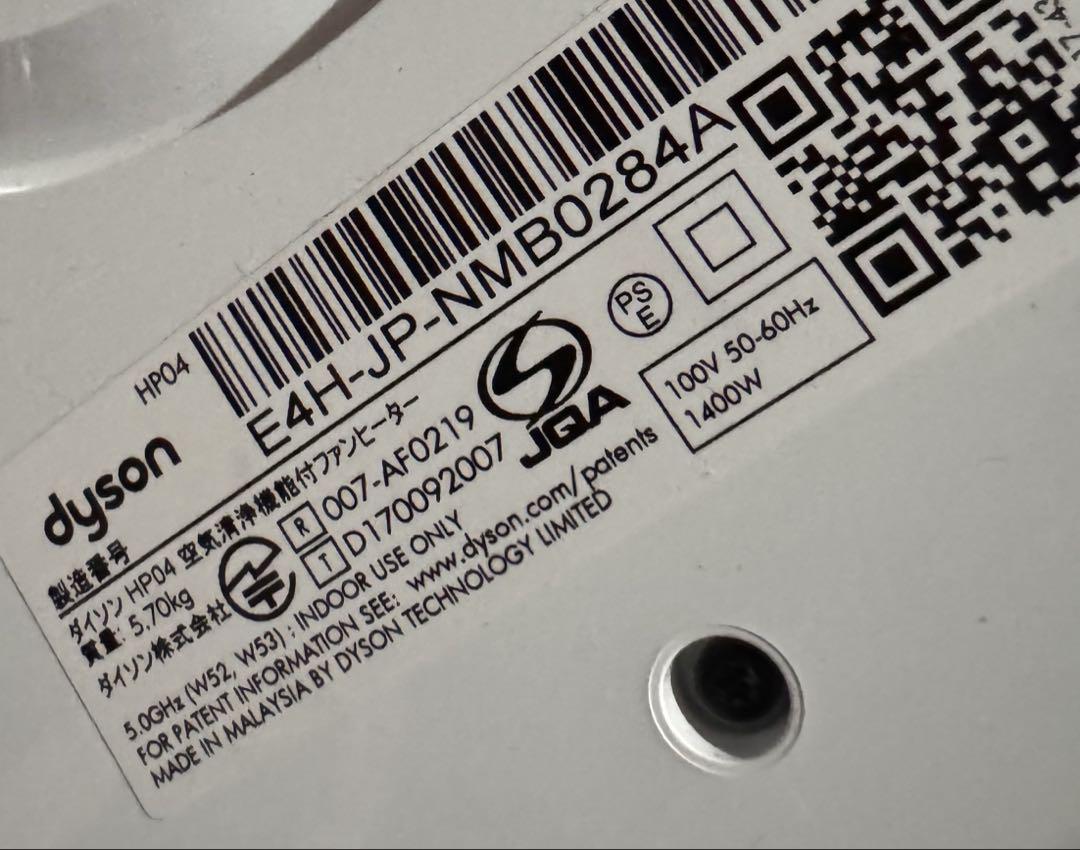 HP04
dyson
製造番号 E4H-JP-NMB0284A
ダイソン HP04 空気清浄機能付ファンヒーター
質量: 5.70kg
ダイソン株式会社
R 007-AF0219
T D170092007
JQA
PS
E
100V 50-60Hz
1400W
5.0GHz (W52, W53) ; INDOOR USE ONLY
FOR PATENT INFORMATION SEE: www.dyson.com/patents
MADE IN MALAYSIA BY DYSON TECHNOLOGY LIMITED